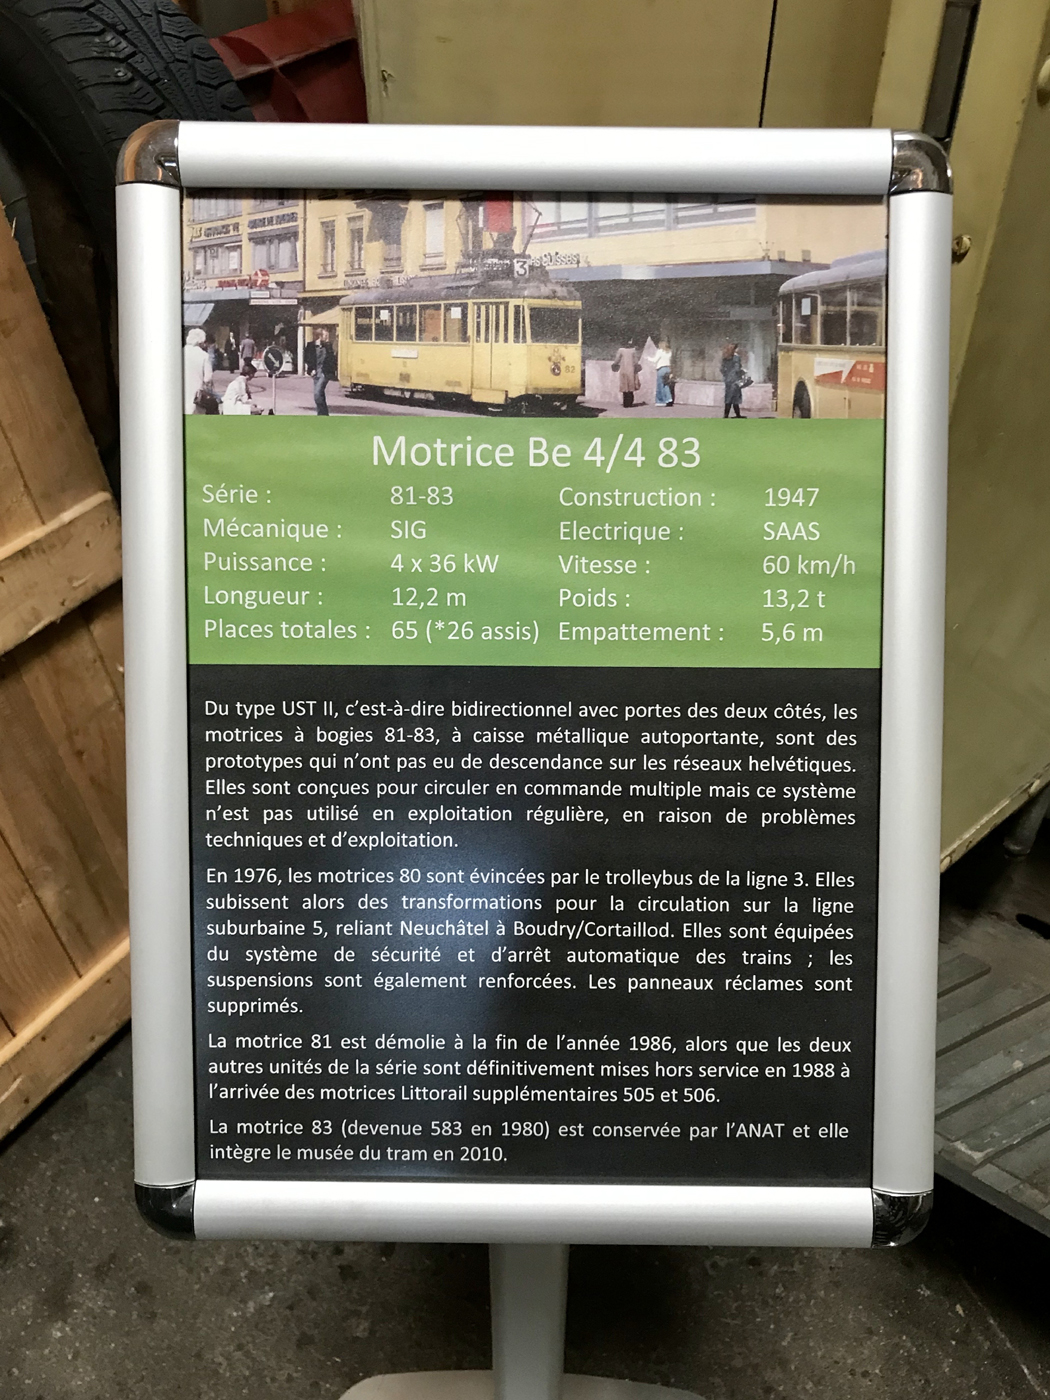 3
83
Motrice Be 4/4 83
Série : 81-83 Construction : 1947
Mécanique : SIG Electrique : SAAS
Puissance : 4 x 36 kW Vitesse : 60 km/h
Longueur : 12,2 m Poids : 13,2 t
Places totales : 65 (*26 assis) Empattement : 5,6 m
Du type UST II, c’est-à-dire bidirectionnel avec portes des deux côtés, les
motrices à bogies 81-83, à caisse métallique autoportante, sont des
prototypes qui n’ont pas eu de descendance sur les réseaux helvétiques.
Elles sont conçues pour circuler en commande multiple mais ce système
n’est pas utilisé en exploitation régulière, en raison de problèmes
techniques et d’exploitation.
En 1976, les motrices 80 sont évincées par le trolleybus de la ligne 3. Elles
subissent alors des transformations pour la circulation sur la ligne
suburbaine 5, reliant Neuchâtel à Boudry/Cortaillod. Elles sont équipées
du système de sécurité et d’arrêt automatique des trains ; les
suspensions sont également renforcées. Les panneaux réclames sont
supprimés.
La motrice 81 est démolie à la fin de l’année 1986, alors que les deux
autres unités de la série sont définitivement mises hors service en 1988 à
l’arrivée des motrices Littorail supplémentaires 505 et 506.
La motrice 83 (devenue 583 en 1980) est conservée par l’ANAT et elle
intègre le musée du tram en 2010.